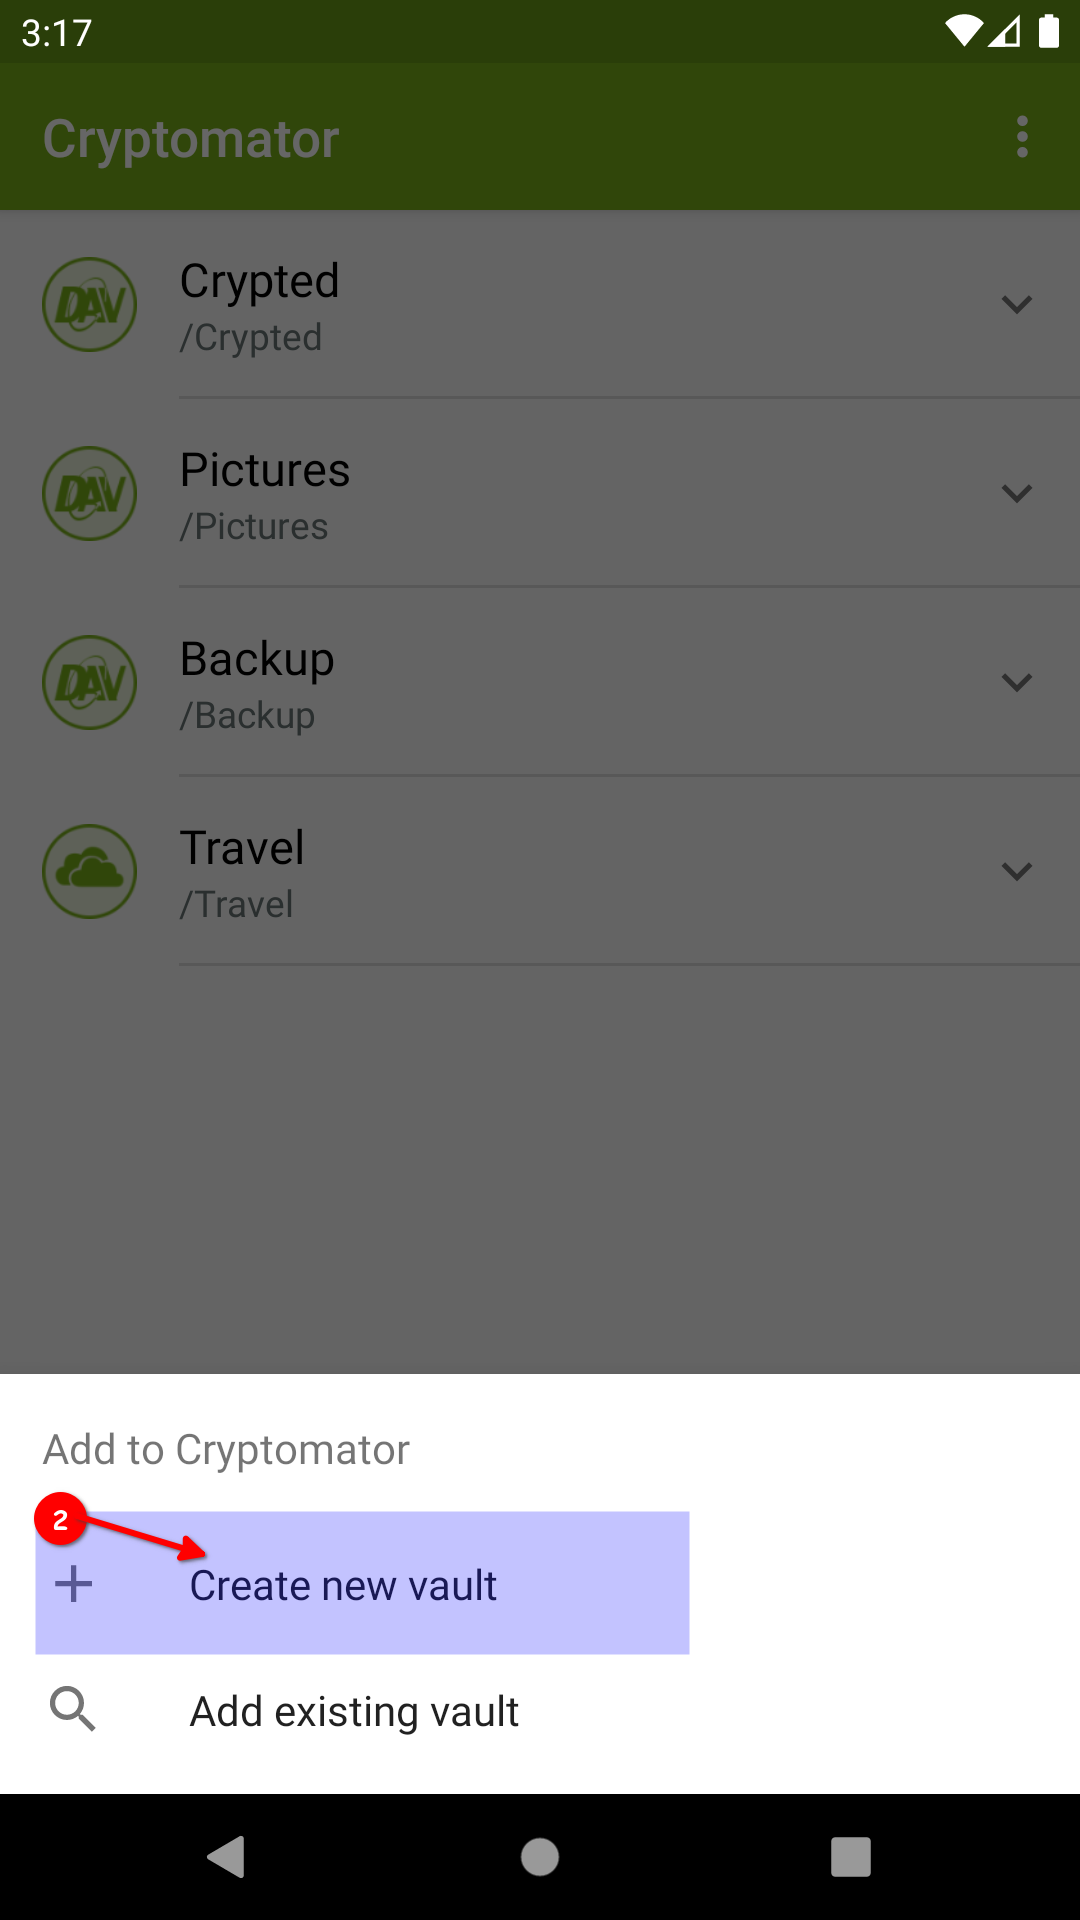 3:17
Cryptomator
DAV
Crypted
/Crypted
DAV
Pictures
/Pictures
DAV
Backup
/Backup
Travel
/Travel
Add to Cryptomator
2
Create new vault
Add existing vault